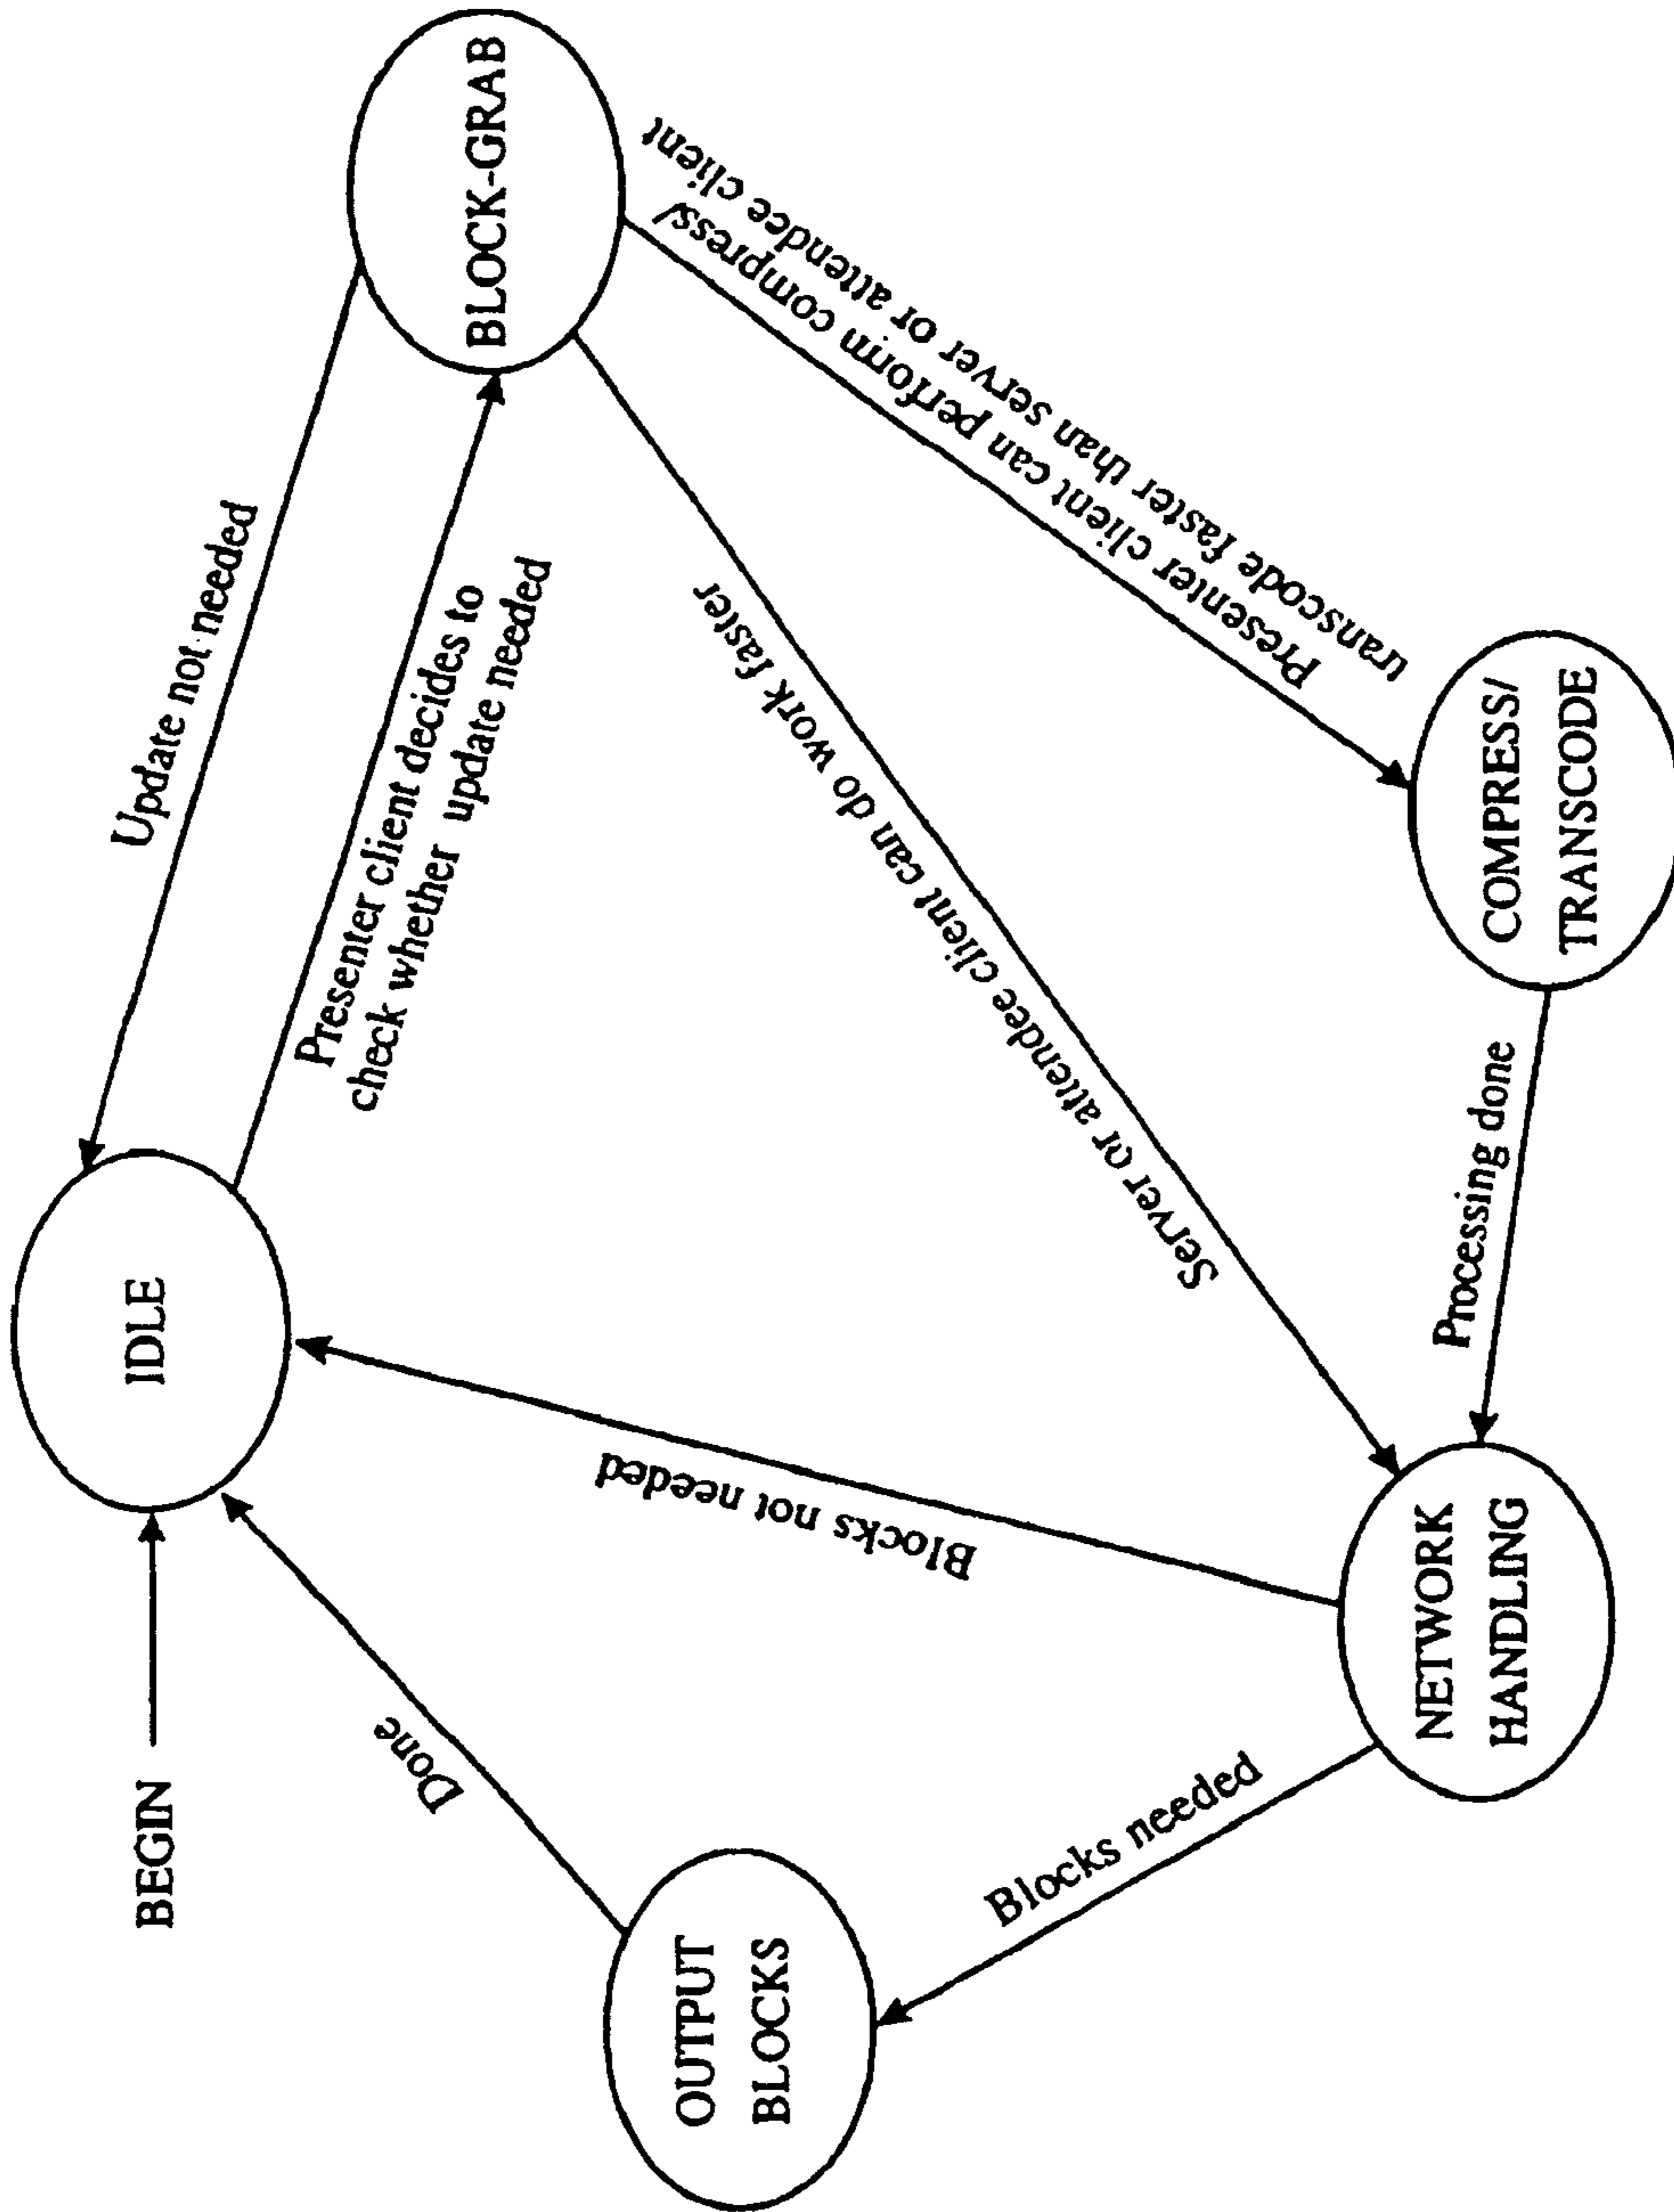 BEGIN
IDLE
Update not needed
Presenter client decides to
check whether update needed
BLOCK-GRAB
Done
Blocks not needed
Server or attendee client can do work faster
Presenter client can perform compress/
transcode faster than server or attendee client
OUTPUT
BLOCKS
Blocks needed
NETWORK
HANDLING
Processing done
COMPRESS/
TRANSCODE